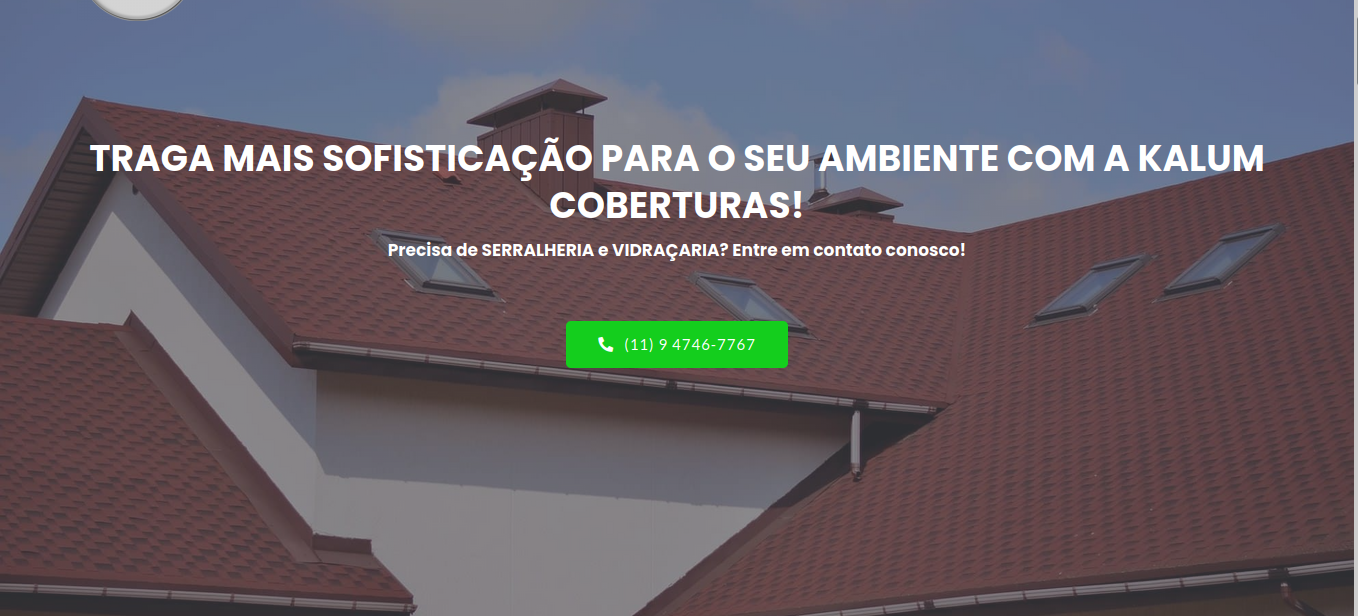 TRAGA MAIS SOFISTICAÇÃO PARA O SEU AMBIENTE COM A KALUM
COBERTURAS!
Precisa de SERRALHERIA e VIDRAÇARIA? Entre em contato conosco!
(11) 9 4746-7767